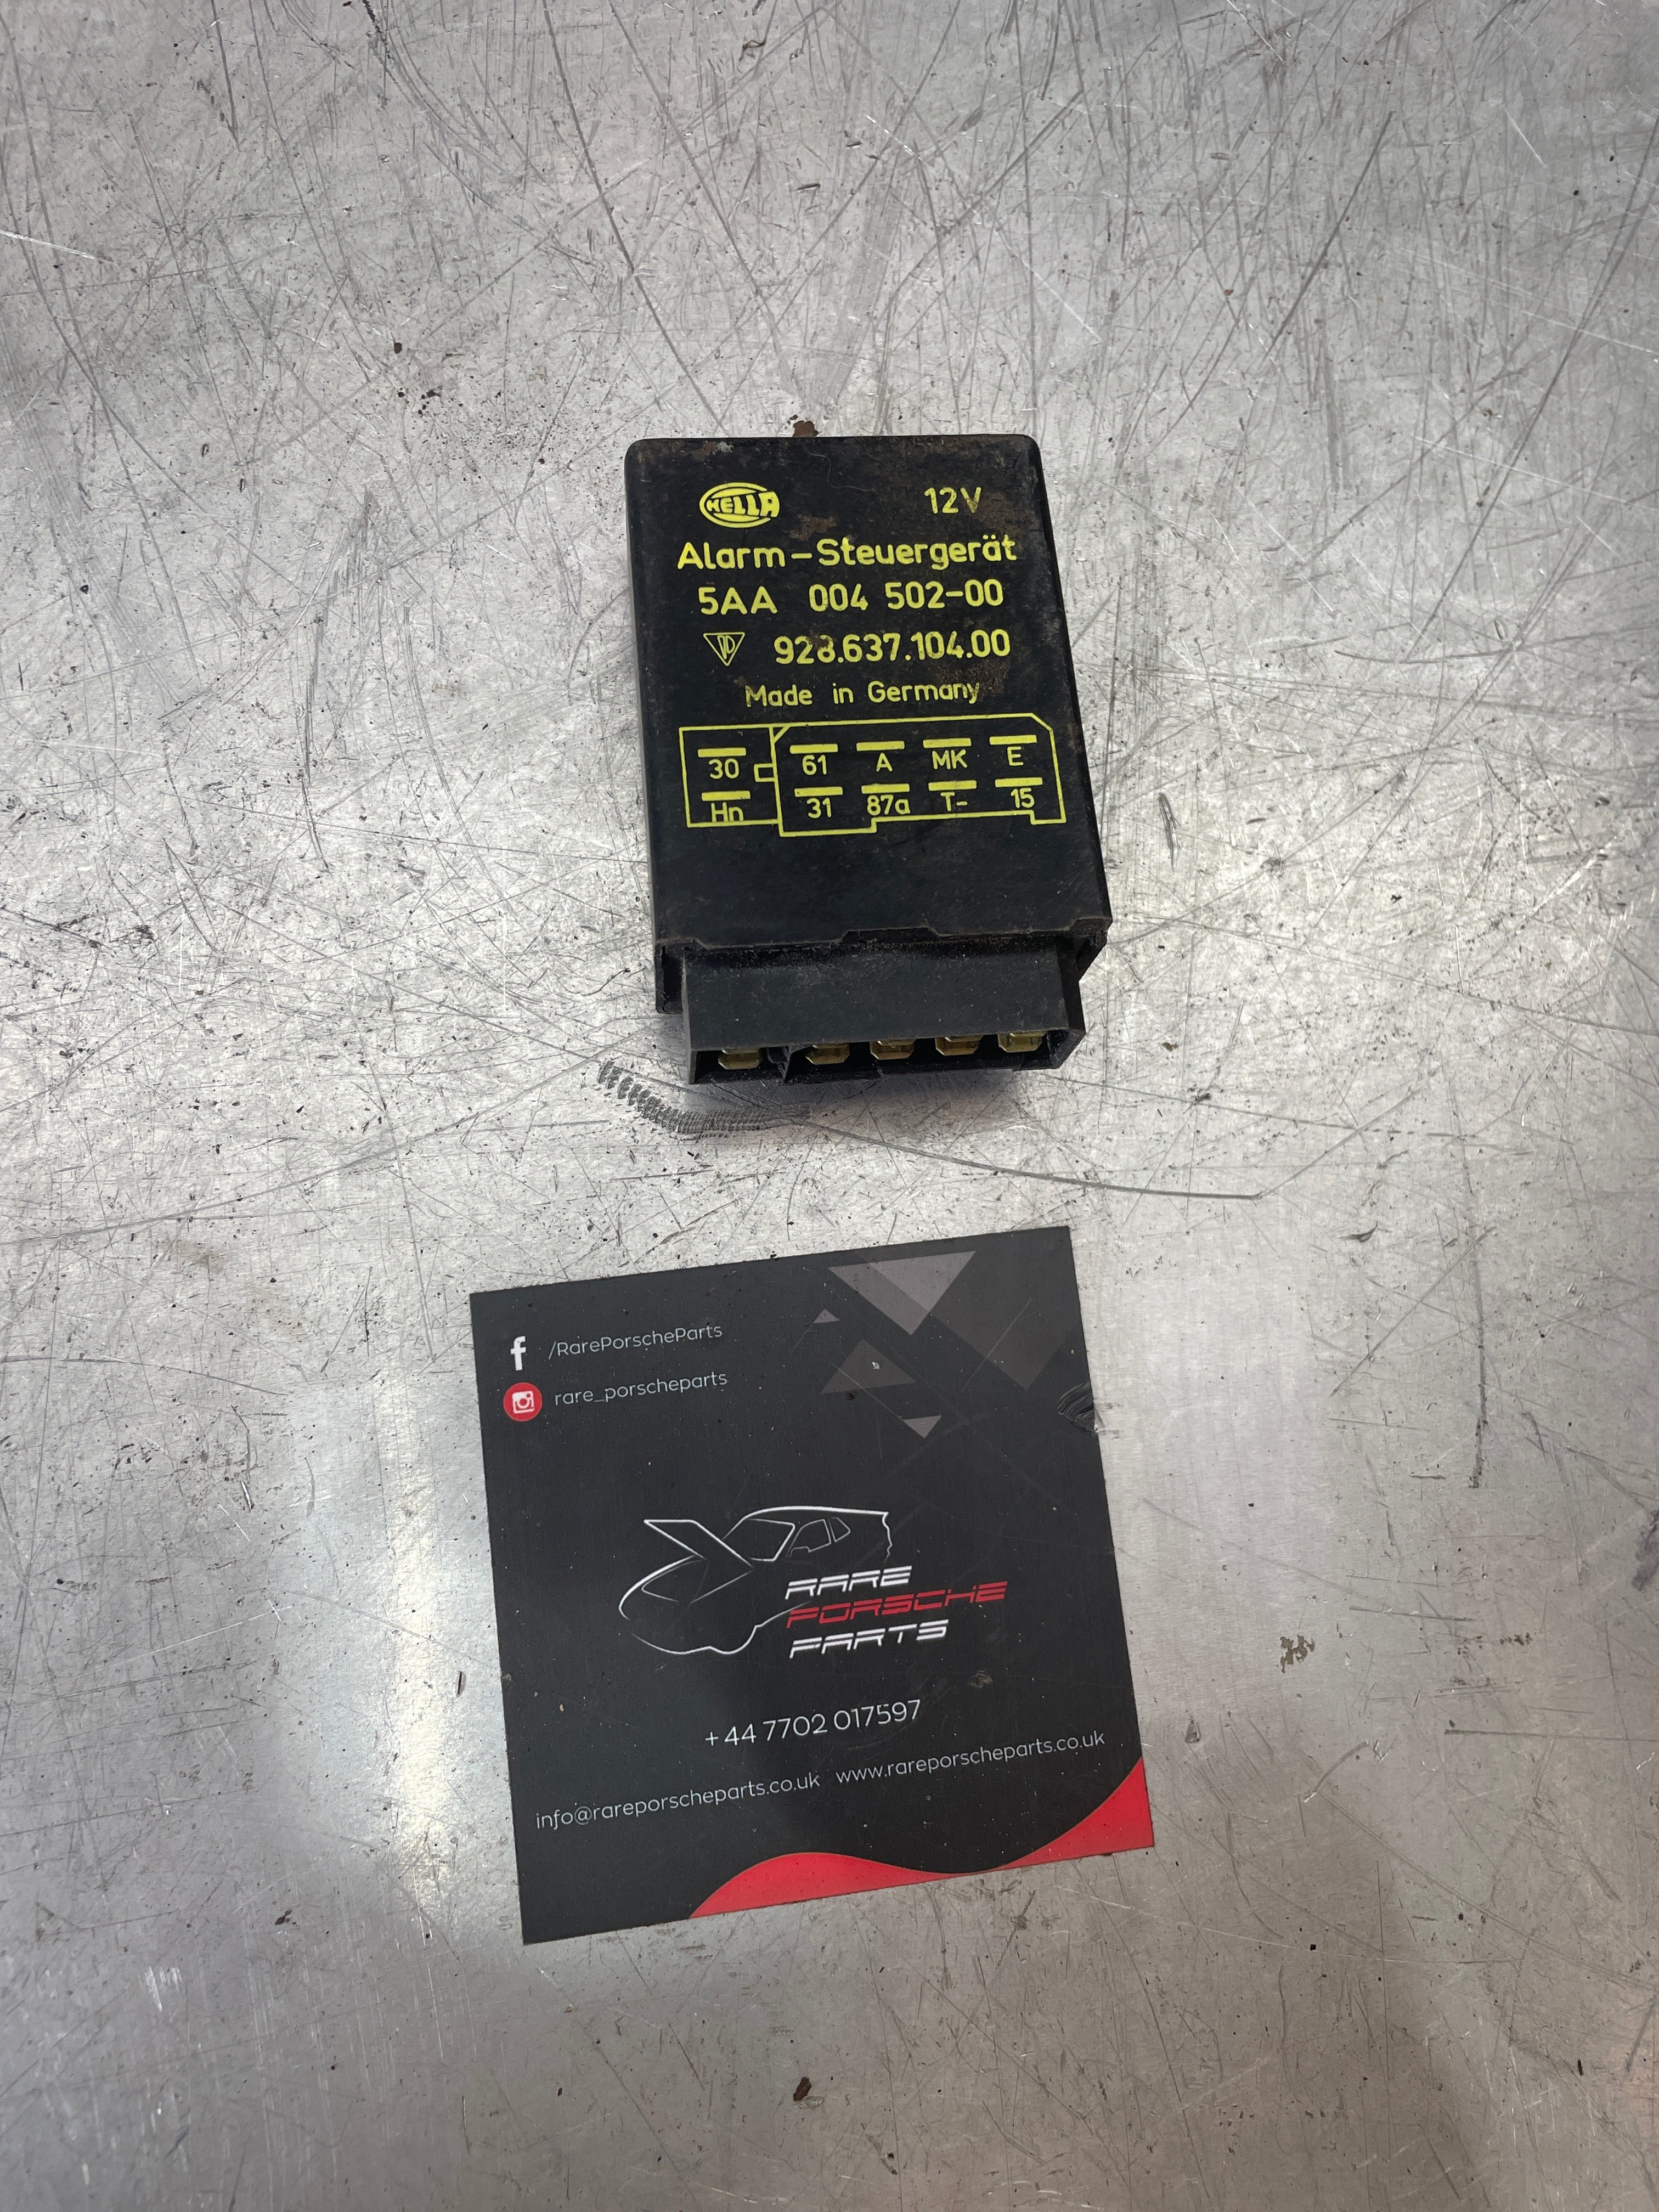 HELLA 12V
Alarm-Steuergerät
5AA 004 502-00
928.637.104.00
Made in Germany
30 61 A MK E
Hn 31 87a T- 15
/RarePorscheParts
rare_porscheparts
RARE
PORSCHE
PARTS
+44 7702 017597
info@rareporscheparts.co.uk www.rareporscheparts.co.uk